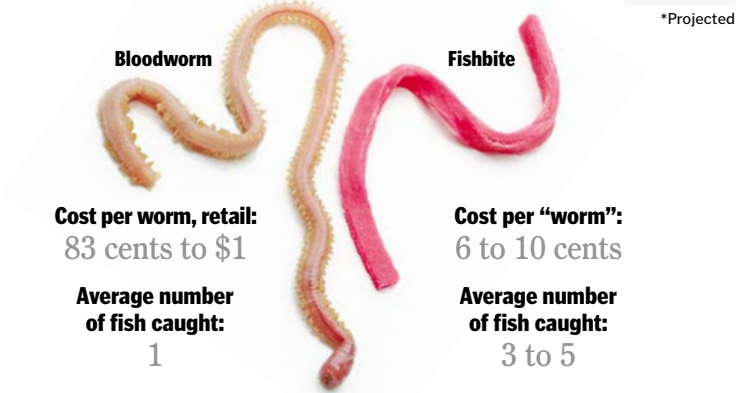 *Projected
Bloodworm
Cost per worm, retail:
83 cents to $1
Average number
of fish caught:
1
Fishbite
Cost per “worm”:
6 to 10 cents
Average number
of fish caught:
3 to 5